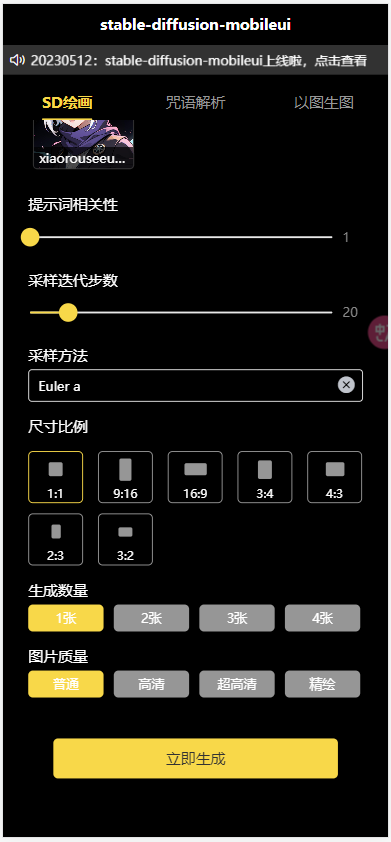 stable-diffusion-mobileui
20230512：stable-diffusion-mobileui上线啦，点击查看
SD绘画 咒语解析 以图生图
xiaorouseeu...
提示词相关性
1
采样迭代步数
20
采样方法
Euler a
尺寸比例
1:1 9:16 16:9 3:4 4:3
2:3 3:2
生成数量
1张 2张 3张 4张
图片质量
普通 高清 超高清 精绘
立即生成